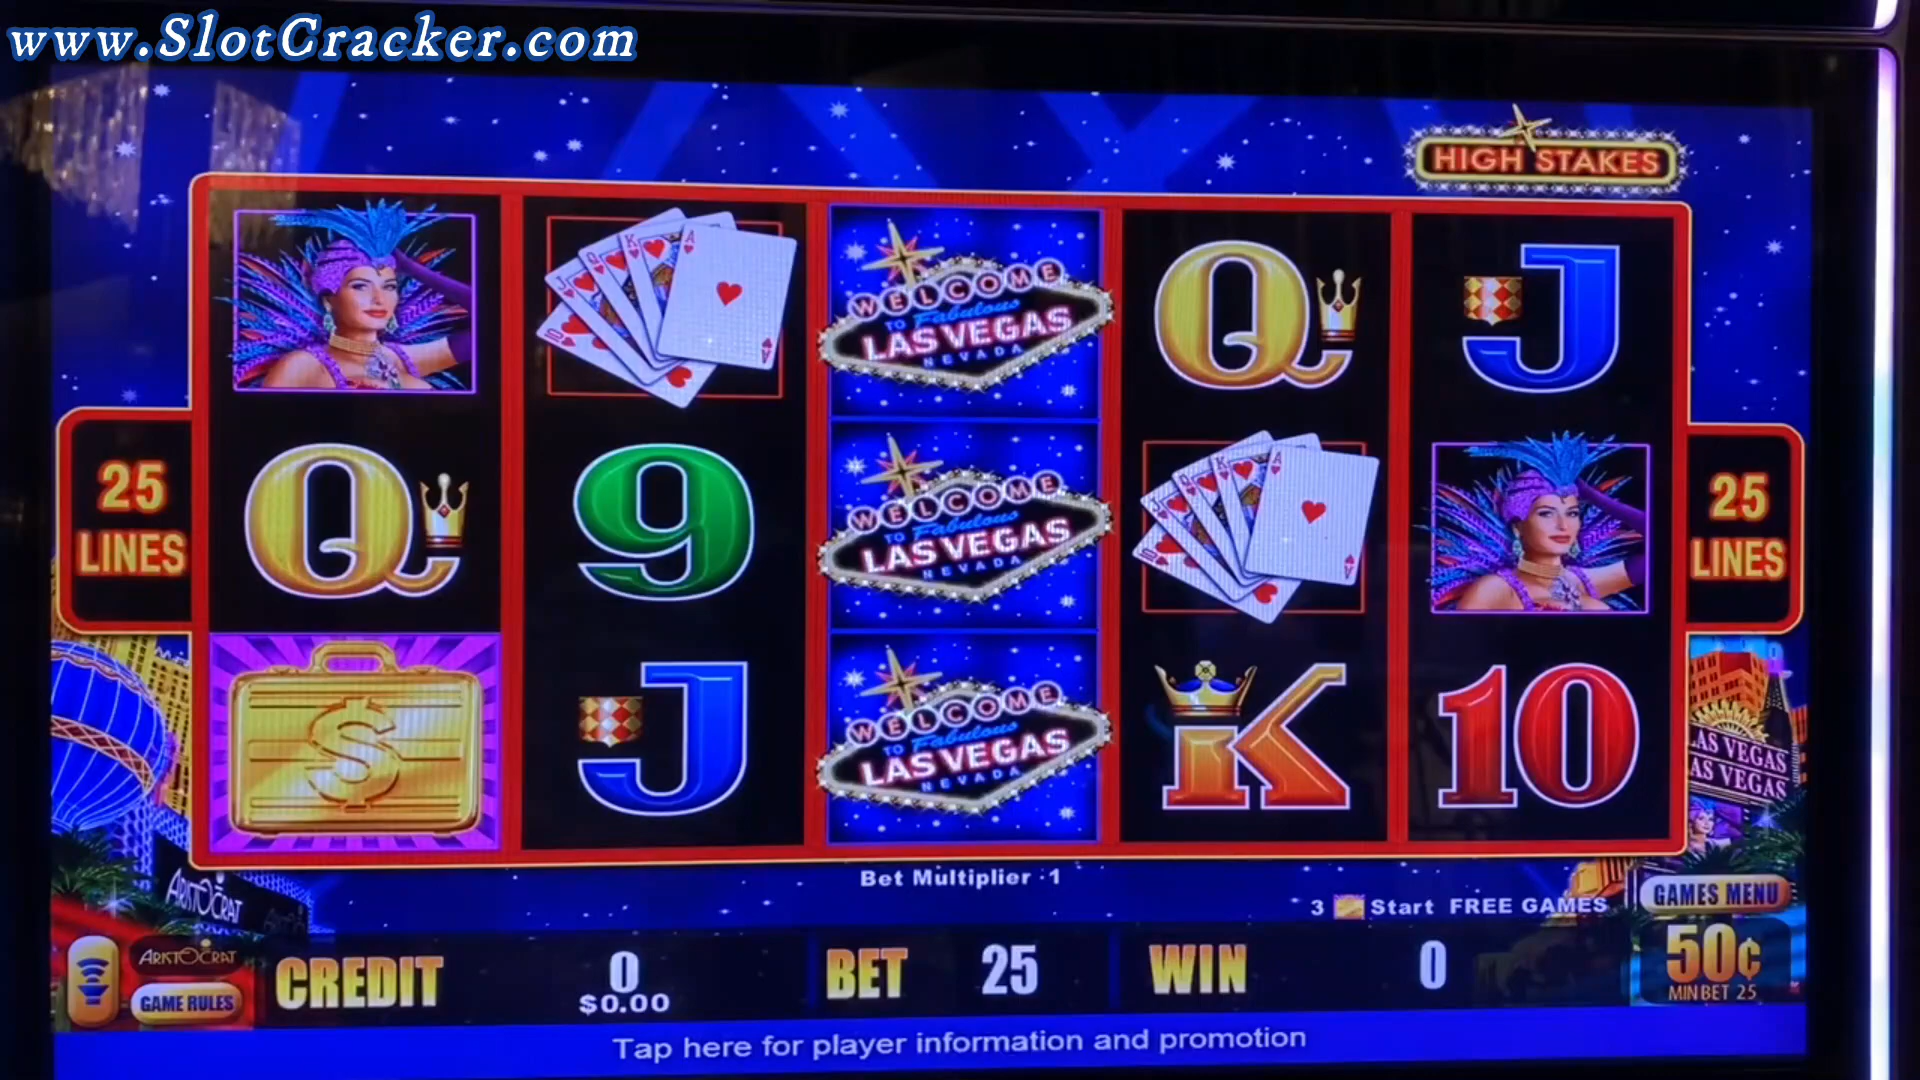 www.SlotCracker.com
HIGH STAKES
K A
Q
J
A
WELCOME
TO Fabulous
LAS VEGAS
NEVADA
Q
J
25
LINES
Q
9
WELCOME
TO Fabulous
LAS VEGAS
NEVADA
K A
25
LINES
$
J
WELCOME
TO Fabulous
LAS VEGAS
NEVADA
K
10
LAS VEGAS
LAS VEGAS
Bet Multiplier 1
ARISTOCRAT
3 Start FREE GAMES
GAMES MENU
ARISTOCRAT
GAME RULES
CREDIT 0
$0.00
BET 25
WIN 0
50¢
MIN BET 25
Tap here for player information and promotion